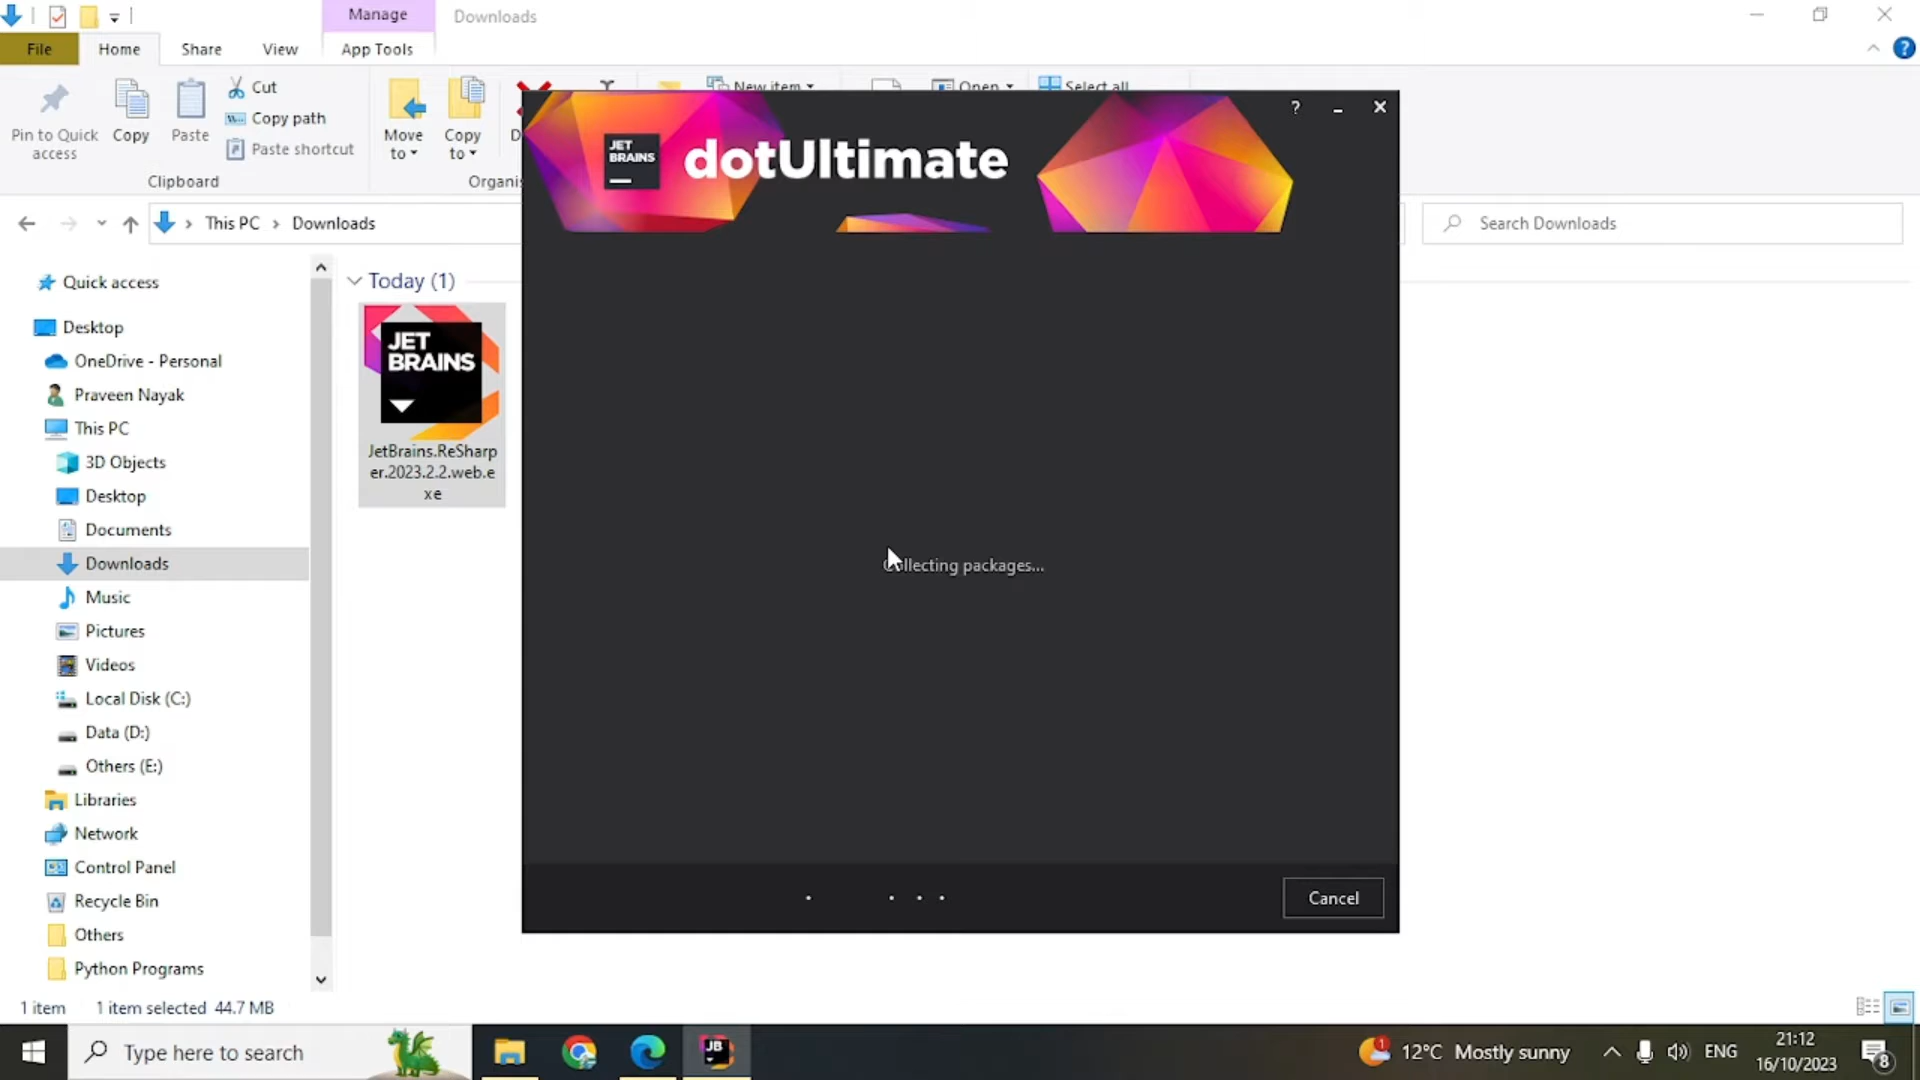 Manage
Downloads
File
Home
Share
View
App Tools
Pin to Quick
access
Copy
Paste
Cut
Copy path
Paste shortcut
Clipboard
Move
to
Copy
to
D
Organis
New item
Open
Select all
This PC
Downloads
Search Downloads
Quick access
Desktop
OneDrive - Personal
Praveen Nayak
This PC
3D Objects
Desktop
Documents
Downloads
Music
Pictures
Videos
Local Disk (C:)
Data (D:)
Others (E:)
Libraries
Network
Control Panel
Recycle Bin
Others
Python Programs
Today (1)
JET
BRAINS
JetBrains.ReSharp
er.2023.2.2.web.e
xe
JET
BRAINS
dotUltimate
?
Collecting packages...
Cancel
1 item
1 item selected 44.7 MB
Type here to search
JB
1
12°C Mostly sunny
ENG
21:12
16/10/2023
8